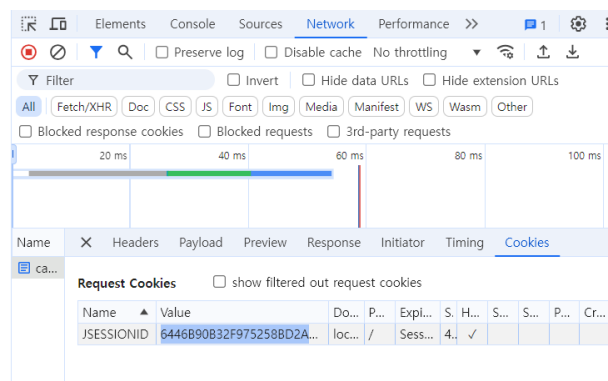 Elements Console Sources Network Performance 1
Preserve log Disable cache No throttling
Filter Invert Hide data URLs Hide extension URLs
All Fetch/XHR Doc CSS JS Font Img Media Manifest WS Wasm Other
Blocked response cookies Blocked requests 3rd-party requests
20 ms 40 ms 60 ms 80 ms 100 ms
Name Headers Payload Preview Response Initiator Timing Cookies
ca...
Request Cookies show filtered out request cookies
Name ▲ Value Do... P... Expi... S. H... S... S... P... Cr...
JSESSIONID 6446B90B32F975258BD2A... loc... / Sess... 4.. ✓